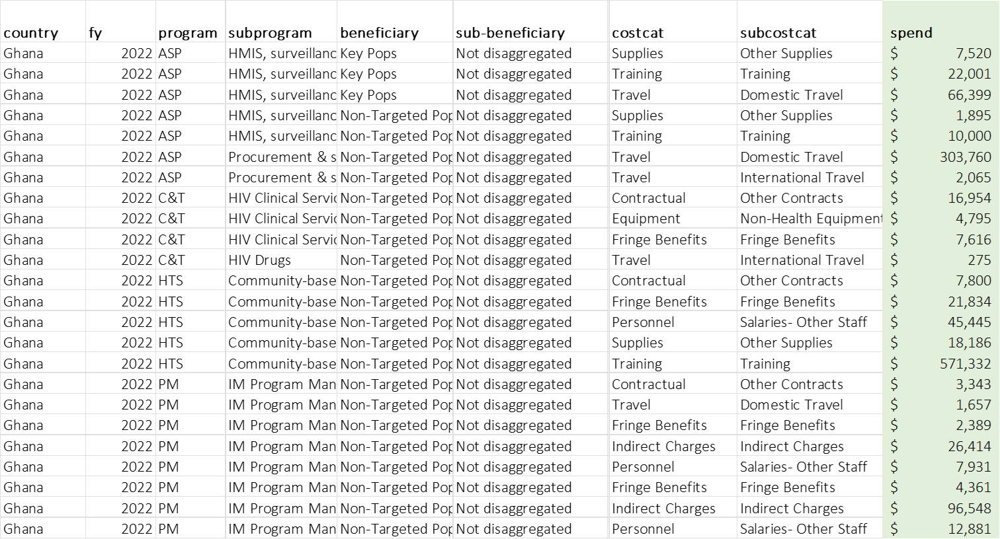 country fy program subprogram beneficiary sub-beneficiary costcat subcostcat spend
Ghana 2022 ASP HMIS, surveillanc Key Pops Not disaggregated Supplies Other Supplies $ 7,520
Ghana 2022 ASP HMIS, surveillanc Key Pops Not disaggregated Training Training $ 22,001
Ghana 2022 ASP HMIS, surveillanc Key Pops Not disaggregated Travel Domestic Travel $ 66,399
Ghana 2022 ASP HMIS, surveillanc Non-Targeted Pop Not disaggregated Supplies Other Supplies $ 1,895
Ghana 2022 ASP HMIS, surveillanc Non-Targeted Pop Not disaggregated Training Training $ 10,000
Ghana 2022 ASP Procurement & s Non-Targeted Pop Not disaggregated Travel Domestic Travel $ 303,760
Ghana 2022 ASP Procurement & s Non-Targeted Pop Not disaggregated Travel International Travel $ 2,065
Ghana 2022 C&T HIV Clinical Servic Non-Targeted Pop Not disaggregated Contractual Other Contracts $ 16,954
Ghana 2022 C&T HIV Clinical Servic Non-Targeted Pop Not disaggregated Equipment Non-Health Equipment $ 4,795
Ghana 2022 C&T HIV Clinical Servic Non-Targeted Pop Not disaggregated Fringe Benefits Fringe Benefits $ 7,616
Ghana 2022 C&T HIV Drugs Non-Targeted Pop Not disaggregated Travel International Travel $ 275
Ghana 2022 HTS Community-base Non-Targeted Pop Not disaggregated Contractual Other Contracts $ 7,800
Ghana 2022 HTS Community-base Non-Targeted Pop Not disaggregated Fringe Benefits Fringe Benefits $ 21,834
Ghana 2022 HTS Community-base Non-Targeted Pop Not disaggregated Personnel Salaries- Other Staff $ 45,445
Ghana 2022 HTS Community-base Non-Targeted Pop Not disaggregated Supplies Other Supplies $ 18,186
Ghana 2022 HTS Community-base Non-Targeted Pop Not disaggregated Training Training $ 571,332
Ghana 2022 PM IM Program Man Non-Targeted Pop Not disaggregated Contractual Other Contracts $ 3,343
Ghana 2022 PM IM Program Man Non-Targeted Pop Not disaggregated Travel Domestic Travel $ 1,657
Ghana 2022 PM IM Program Man Non-Targeted Pop Not disaggregated Fringe Benefits Fringe Benefits $ 2,389
Ghana 2022 PM IM Program Man Non-Targeted Pop Not disaggregated Indirect Charges Indirect Charges $ 26,414
Ghana 2022 PM IM Program Man Non-Targeted Pop Not disaggregated Personnel Salaries- Other Staff $ 7,931
Ghana 2022 PM IM Program Man Non-Targeted Pop Not disaggregated Fringe Benefits Fringe Benefits $ 4,361
Ghana 2022 PM IM Program Man Non-Targeted Pop Not disaggregated Indirect Charges Indirect Charges $ 96,548
Ghana 2022 PM IM Program Man Non-Targeted Pop Not disaggregated Personnel Salaries- Other Staff $ 12,881